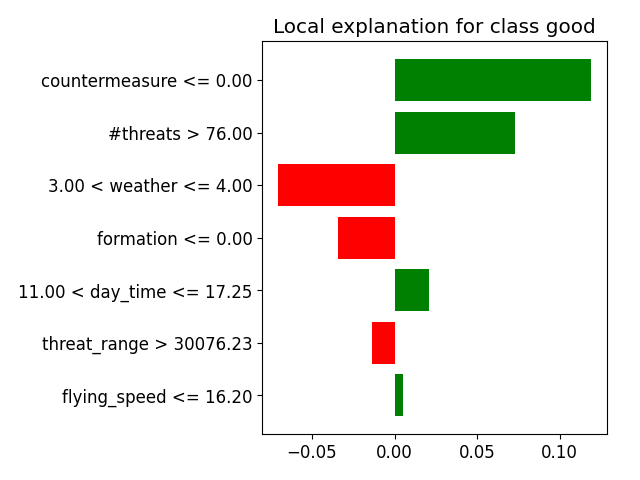 Local explanation for class good
countermeasure <= 0.00
#threats > 76.00
3.00 < weather <= 4.00
formation <= 0.00
11.00 < day_time <= 17.25
threat_range > 30076.23
flying_speed <= 16.20
−0.05 0.00 0.05 0.10